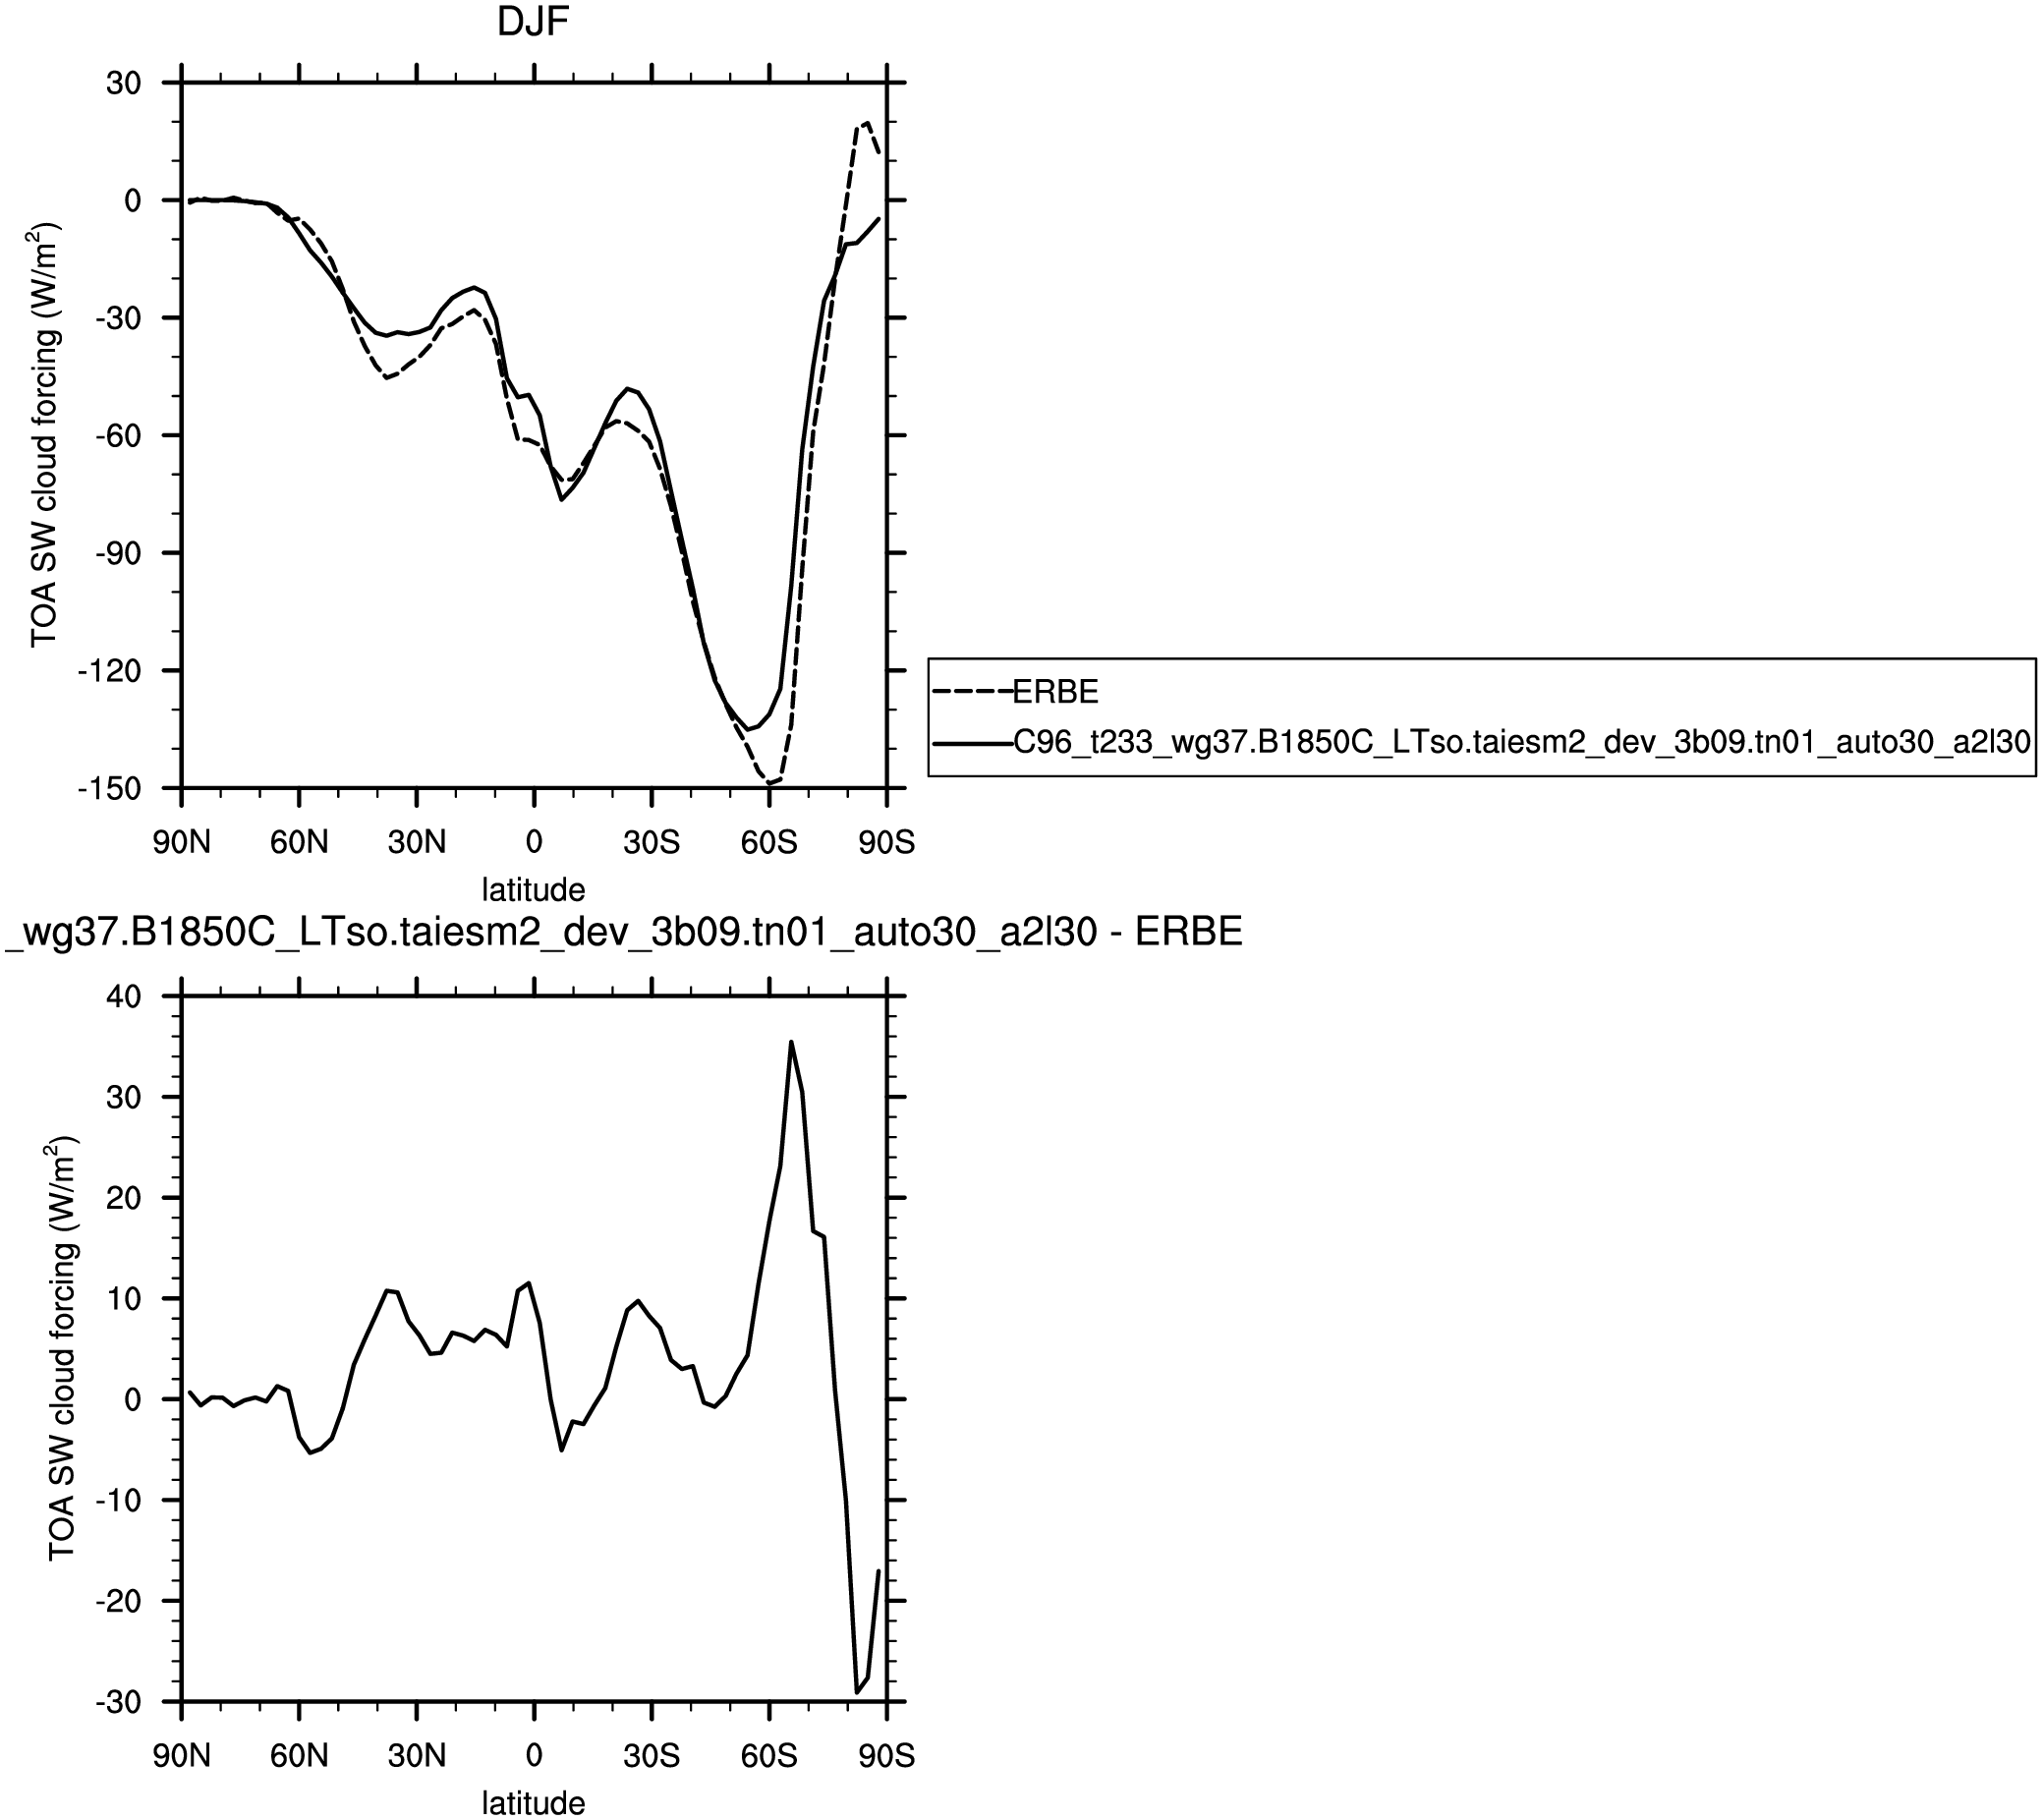 DJF
30
0
-30
-60
-90
-120
-150
TOA SW cloud forcing (W/m²)
90N 60N 30N 0 30S 60S 90S
latitude
ERBE
C96_t233_wg37.B1850C_LTso.taiesm2_dev_3b09.tn01_auto30_a2l30
_wg37.B1850C_LTso.taiesm2_dev_3b09.tn01_auto30_a2l30 - ERBE
40
30
20
10
0
-10
-20
-30
TOA SW cloud forcing (W/m²)
90N 60N 30N 0 30S 60S 90S
latitude